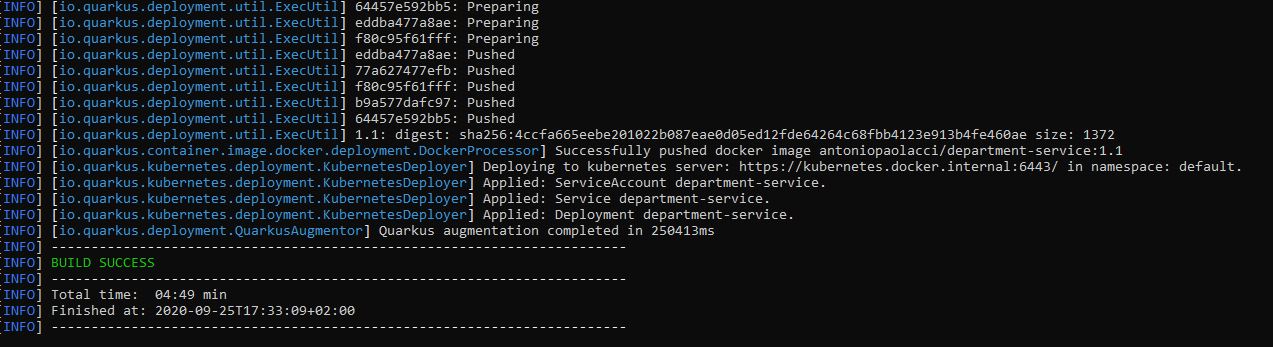 [INFO] [io.quarkus.deployment.util.ExecUtil] 64457e592bb5: Preparing
[INFO] [io.quarkus.deployment.util.ExecUtil] eddba477a8ae: Preparing
[INFO] [io.quarkus.deployment.util.ExecUtil] f80c95f61fff: Preparing
[INFO] [io.quarkus.deployment.util.ExecUtil] eddba477a8ae: Pushed
[INFO] [io.quarkus.deployment.util.ExecUtil] 77a627477efb: Pushed
[INFO] [io.quarkus.deployment.util.ExecUtil] f80c95f61fff: Pushed
[INFO] [io.quarkus.deployment.util.ExecUtil] b9a577dafc97: Pushed
[INFO] [io.quarkus.deployment.util.ExecUtil] 64457e592bb5: Pushed
[INFO] [io.quarkus.deployment.util.ExecUtil] 1.1: digest: sha256:4ccfa665eebe201022b087eae0d05ed12fde64264c68fbb4123e913b4fe460ae size: 1372
[INFO] [io.quarkus.container.image.docker.deployment.DockerProcessor] Successfully pushed docker image antoniopaolacci/department-service:1.1
[INFO] [io.quarkus.kubernetes.deployment.KubernetesDeployer] Deploying to kubernetes server: https://kubernetes.docker.internal:6443/ in namespace: default.
[INFO] [io.quarkus.kubernetes.deployment.KubernetesDeployer] Applied: ServiceAccount department-service.
[INFO] [io.quarkus.kubernetes.deployment.KubernetesDeployer] Applied: Service department-service.
[INFO] [io.quarkus.kubernetes.deployment.KubernetesDeployer] Applied: Deployment department-service.
[INFO] [io.quarkus.deployment.QuarkusAugmentor] Quarkus augmentation completed in 250413ms
[INFO] ------------------------------------------------------------------------
[INFO] BUILD SUCCESS
[INFO] ------------------------------------------------------------------------
[INFO] Total time:  04:49 min
[INFO] Finished at: 2020-09-25T17:33:09+02:00
[INFO] ------------------------------------------------------------------------